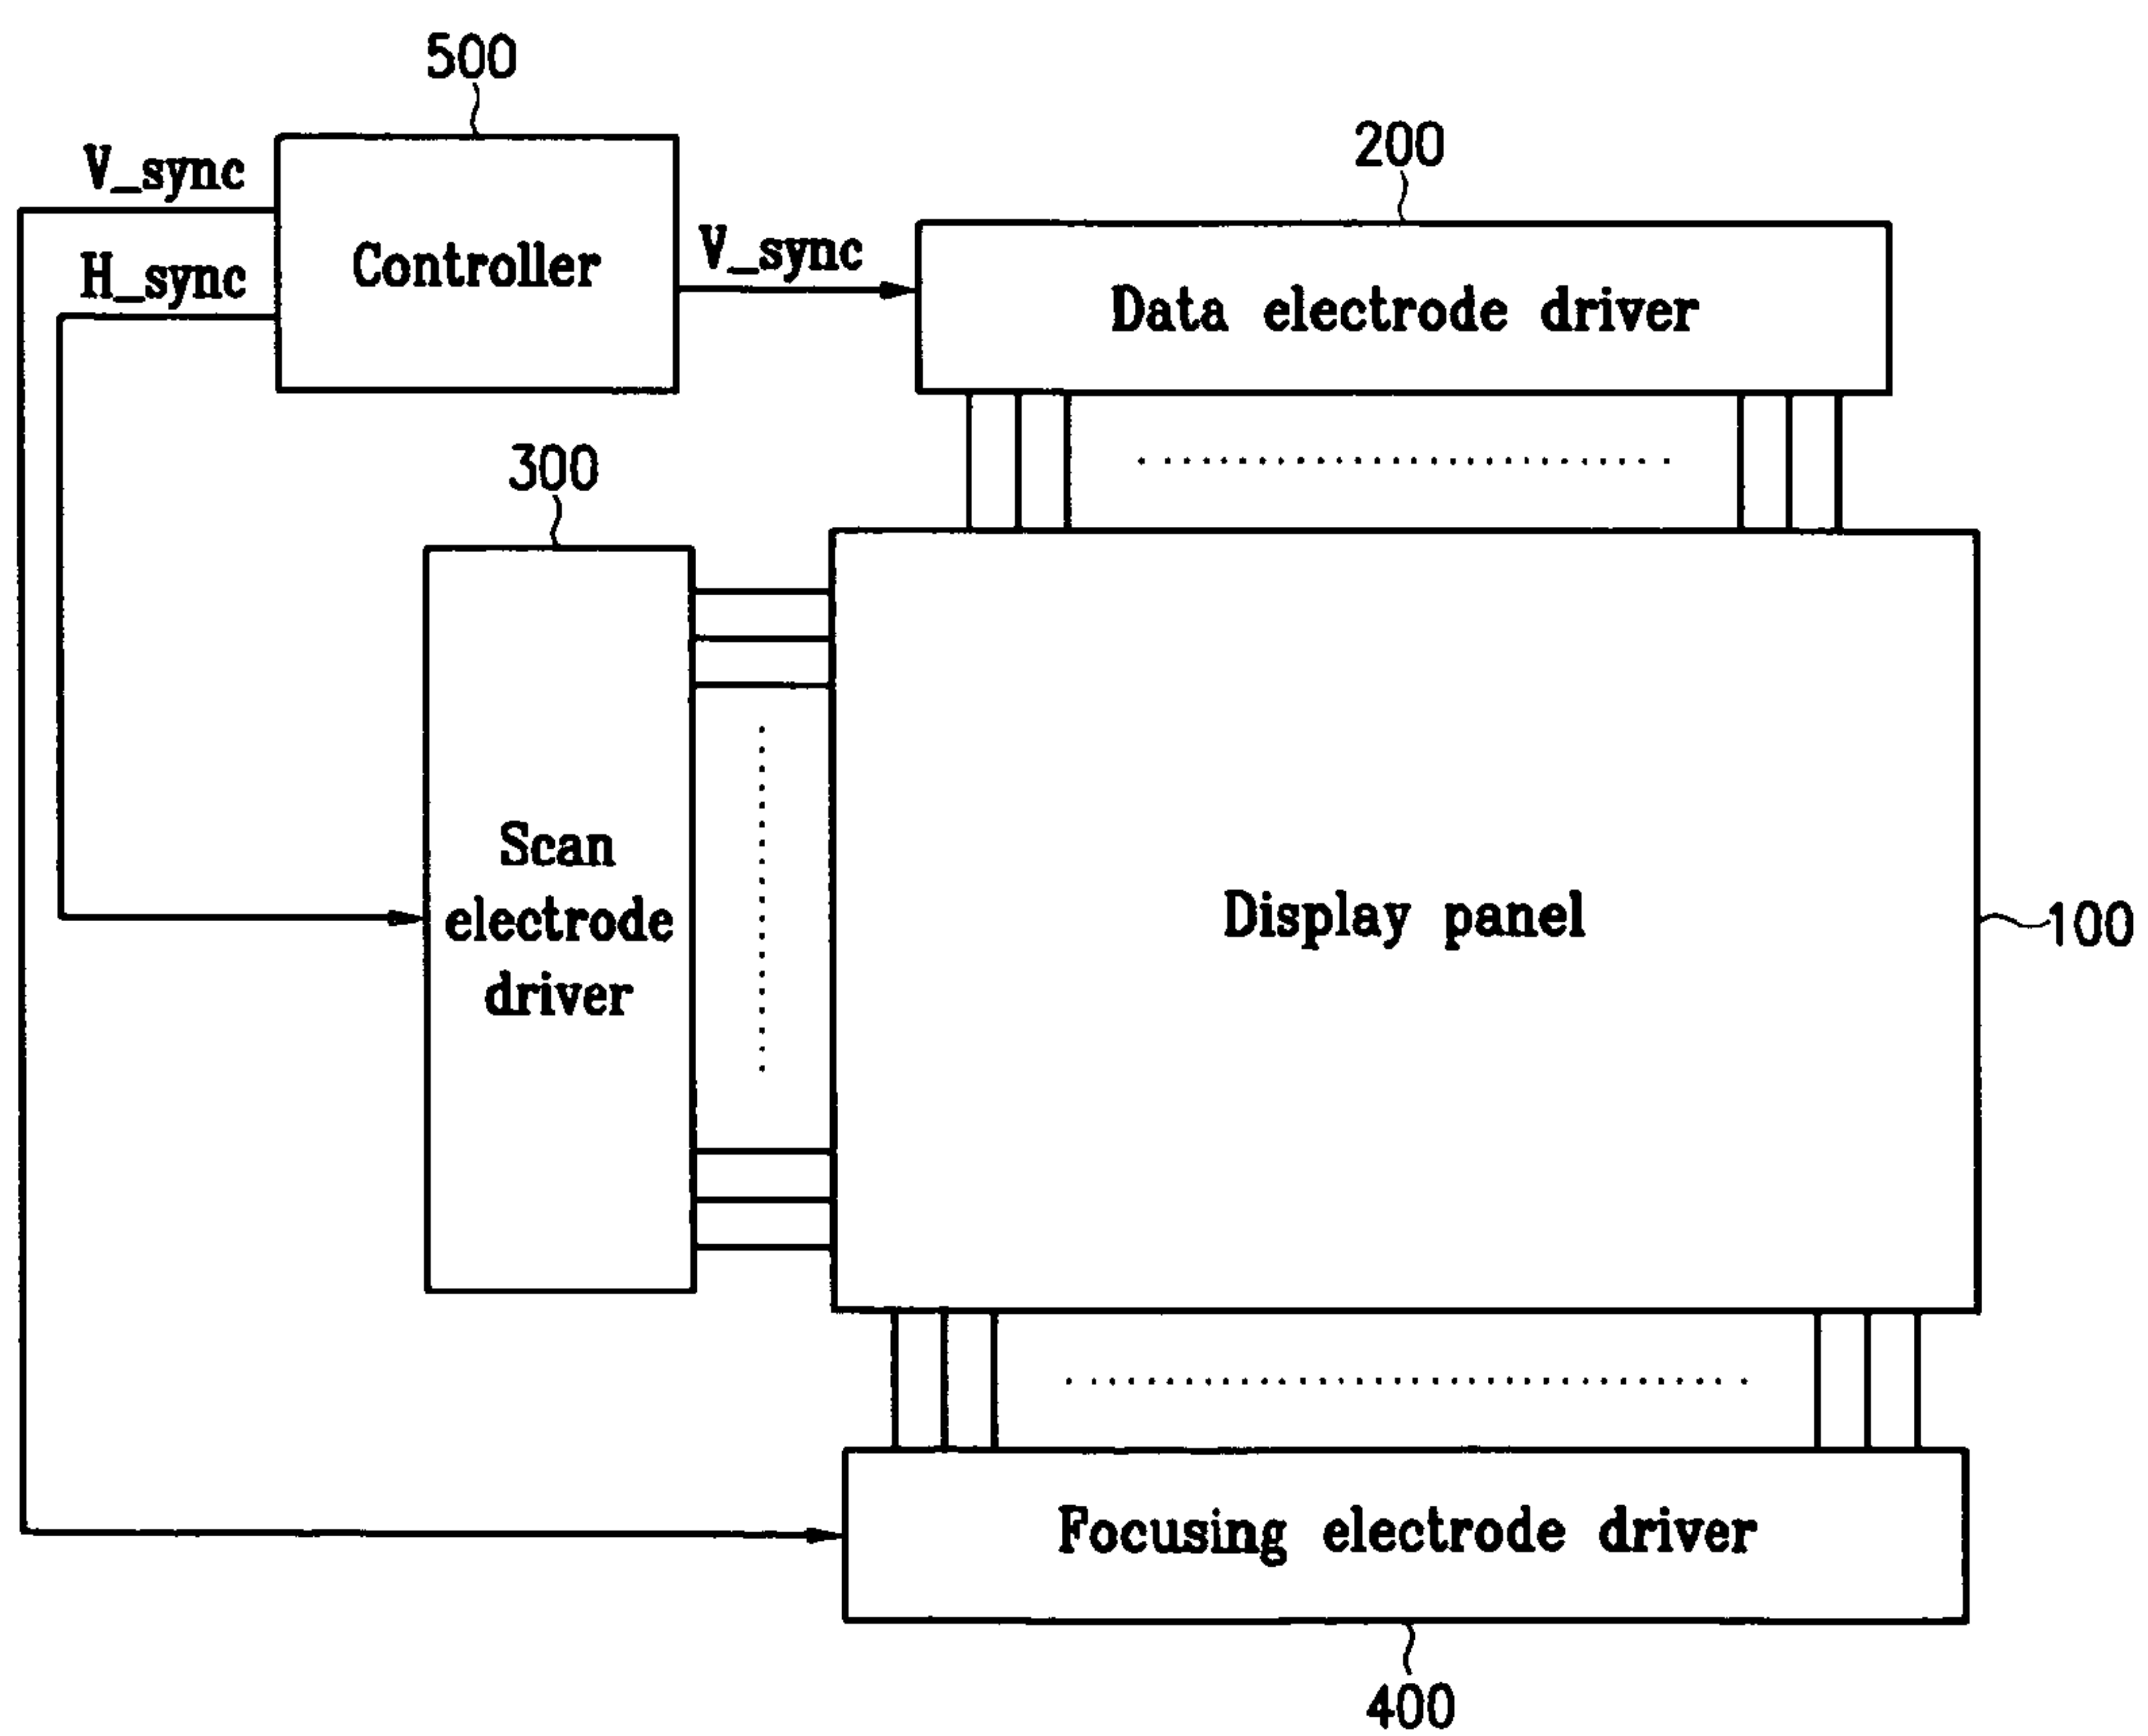 500
200
V_sync
V_sync
H_sync
Controller
Data electrode driver
300
Scan
electrode
driver
Display panel
100
Focusing electrode driver
400